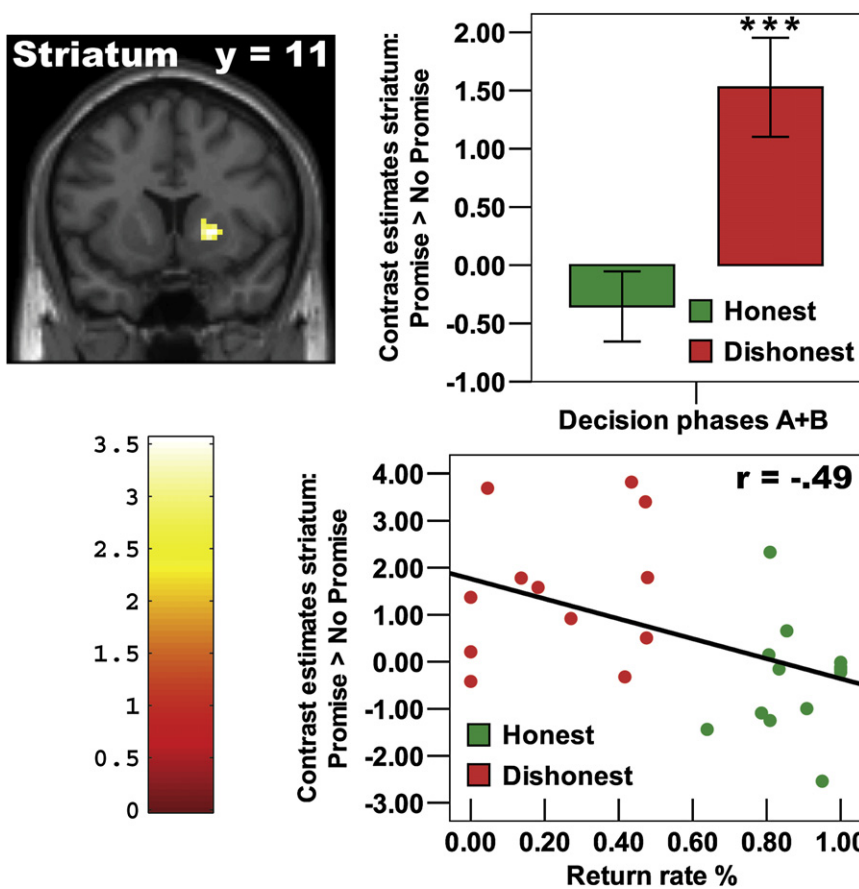 Striatum y = 11
Contrast estimates striatum:
Promise > No Promise
2.00
1.50
1.00
0.50
0.00
-0.50
-1.00
***
Honest
Dishonest
Decision phases A+B
3.5
3
2.5
2
1.5
1
0.5
0
Contrast estimates striatum:
Promise > No Promise
4.00
3.00
2.00
1.00
0.00
-1.00
-2.00
-3.00
r = -.49
Honest
Dishonest
0.00 0.20 0.40 0.60 0.80 1.00
Return rate %